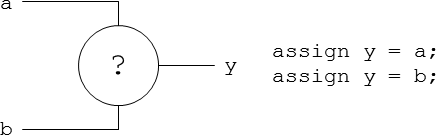 a
?
y
b
assign y = a;
assign y = b;